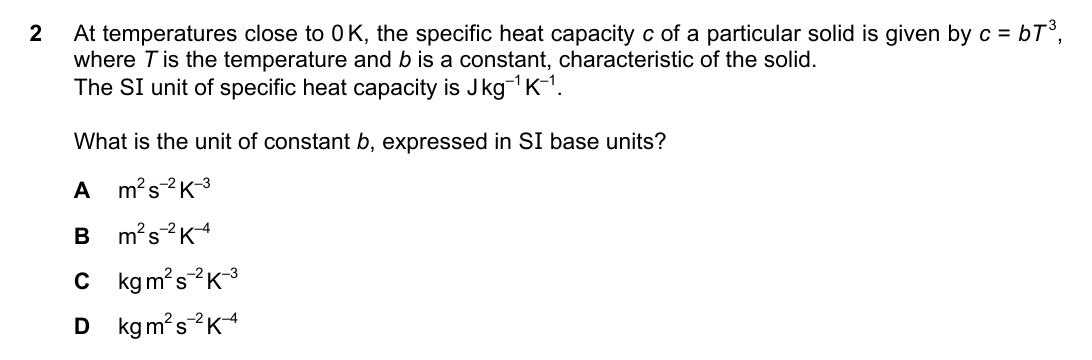 2 At temperatures close to 0 K, the specific heat capacity c of a particular solid is given by c = bT³,
where T is the temperature and b is a constant, characteristic of the solid.
The SI unit of specific heat capacity is J kg⁻¹ K⁻¹.
What is the unit of constant b, expressed in SI base units?
A m² s⁻² K⁻³
B m² s⁻² K⁻⁴
C kg m² s⁻² K⁻³
D kg m² s⁻² K⁻⁴